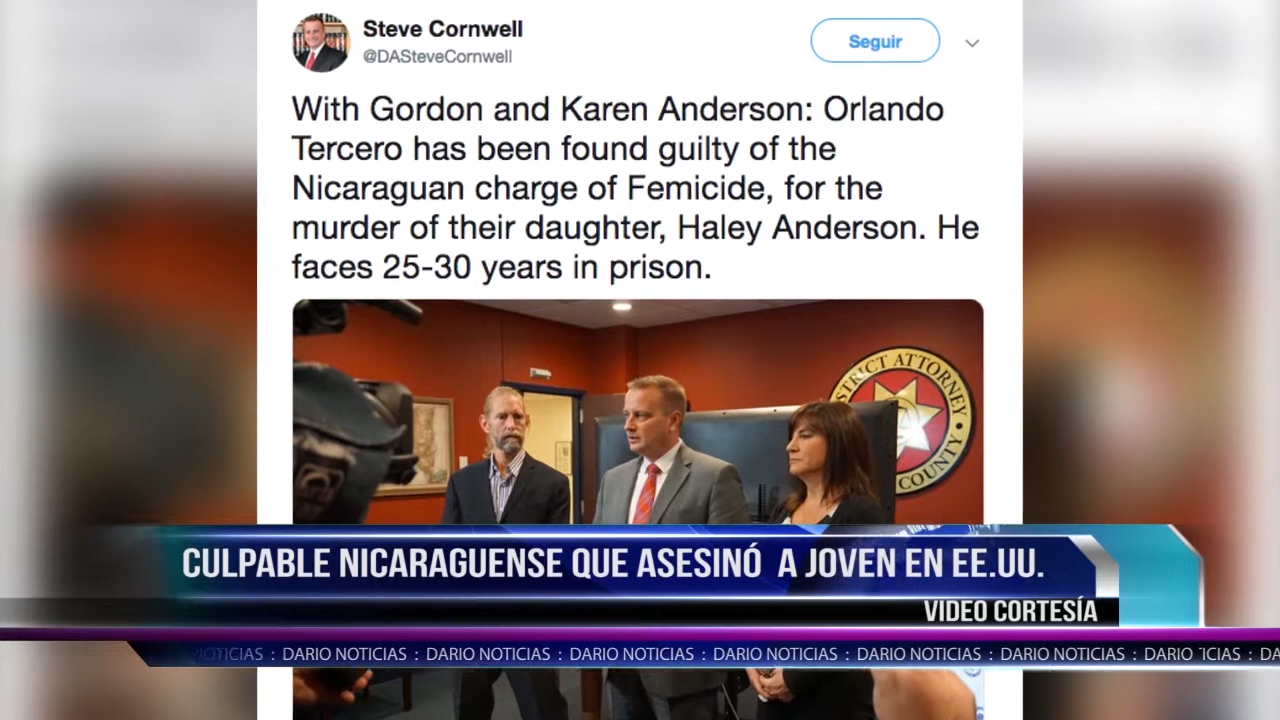 Steve Cornwell
@DASteveCornwell
Seguir
With Gordon and Karen Anderson: Orlando
Tercero has been found guilty of the
Nicaraguan charge of Femicide, for the
murder of their daughter, Haley Anderson. He
faces 25-30 years in prison.
STRICT ATTORNEY
COUNTY
CULPABLE NICARAGUENSE QUE ASESINÓ A JOVEN EN EE.UU.
VIDEO CORTESÍA
DARIO NOTICIAS : DARIO NOTICIAS : DARIO NOTICIAS : DARIO NOTICIAS : DARIO NOTICIAS : DARIO NOTICIAS : DARIO